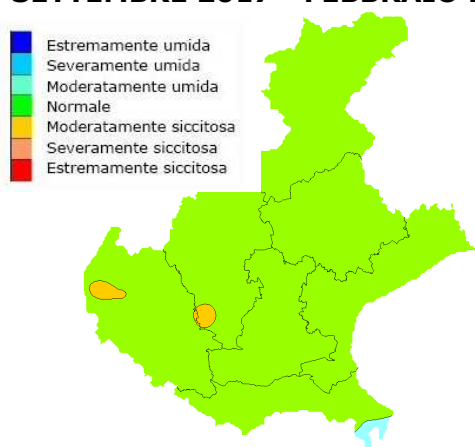 Estremamente umida
Severamente umida
Moderatamente umida
Normale
Moderatamente siccitosa
Severamente siccitosa
Estremamente siccitosa